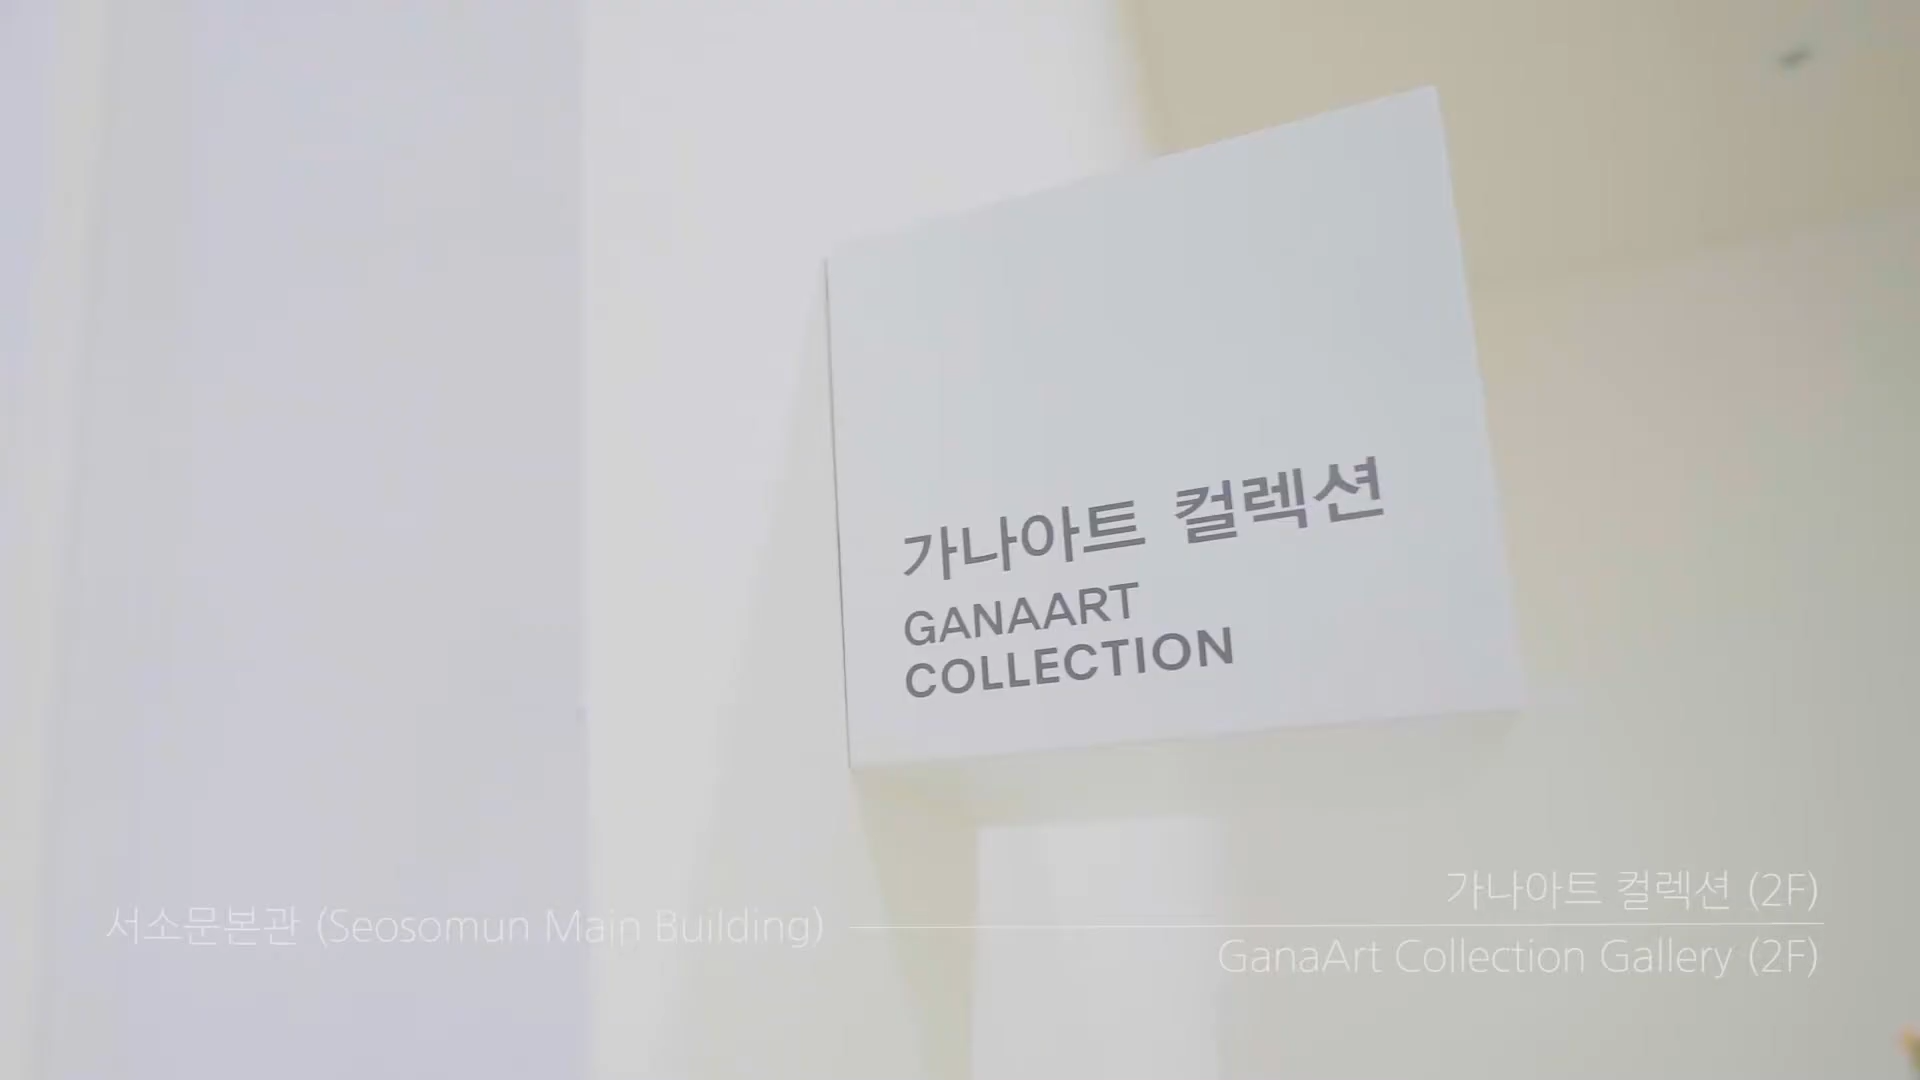 가나아트 컬렉션
GANAART
COLLECTION
서소문본관 (Seosomun Main Building)
가나아트 컬렉션 (2F)
GanaArt Collection Gallery (2F)